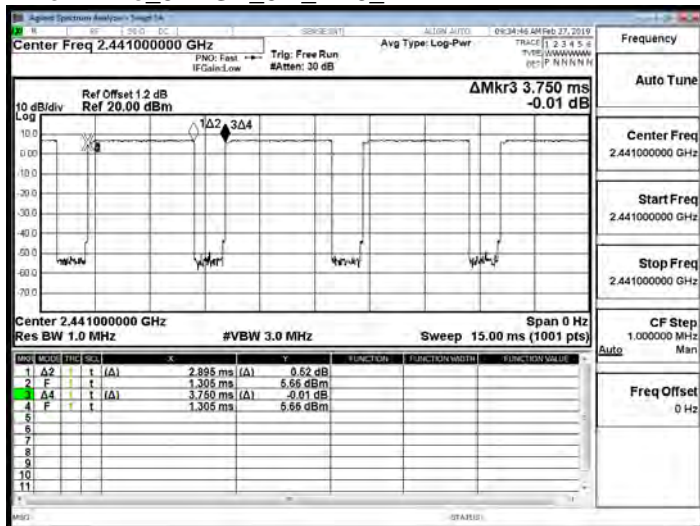 Agilent Spectrum Analyzer - Swept SA
RF 50 Ω DC SENSE:INT ALIGN AUTO 09:34:46 AM Feb 27, 2019
Center Freq 2.441000000 GHz
PNO: Fast
IFGain:Low
Trig: Free Run
#Atten: 30 dB
Avg Type: Log-Pwr
TRACE 1 2 3 4 5 6
TYPE WWWWWW
DET P N N N N N
Ref Offset 1.2 dB
10 dB/div Ref 20.00 dBm
Log
ΔMkr3 3.750 ms
-0.01 dB
1Δ2 3Δ4
10.0
0.00
-10.0
-20.0
-30.0
-40.0
-50.0
-60.0
-70.0
Center 2.441000000 GHz Span 0 Hz
Res BW 1.0 MHz #VBW 3.0 MHz Sweep 15.00 ms (1001 pts)
MKR MODE TRC SCL X Y FUNCTION FUNCTION WIDTH FUNCTION VALUE
1 Δ2 1 t (Δ) 2.895 ms (Δ) 0.52 dB
2 F 1 t 1.305 ms 5.66 dBm
3 Δ4 1 t (Δ) 3.750 ms (Δ) -0.01 dB
4 F 1 t 1.305 ms 5.66 dBm
5
6
7
8
9
10
11
MSG STATUS
Frequency
Auto Tune
Center Freq
2.441000000 GHz
Start Freq
2.441000000 GHz
Stop Freq
2.441000000 GHz
CF Step
1.000000 MHz
Auto Man
Freq Offset
0 Hz